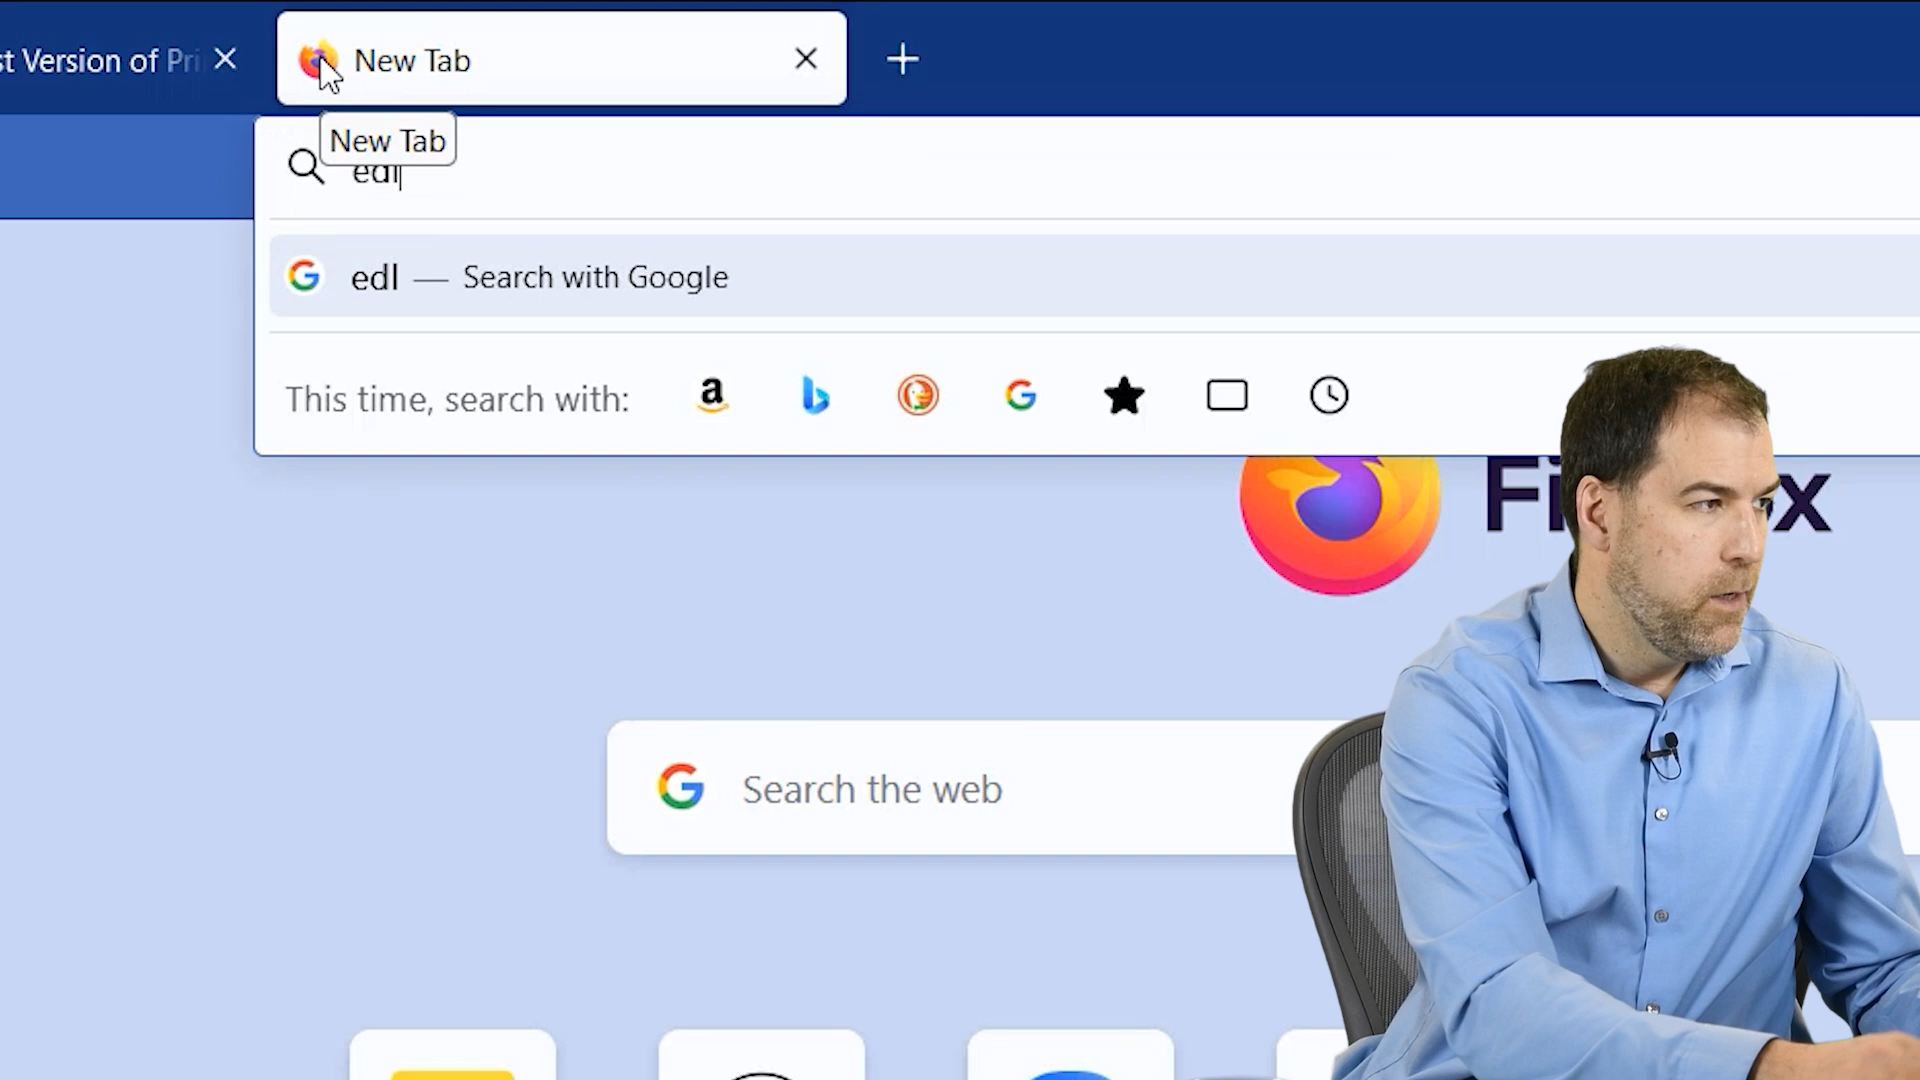 st Version of Pri
New Tab
New Tab
edl
edl — Search with Google
This time, search with:
Search the web